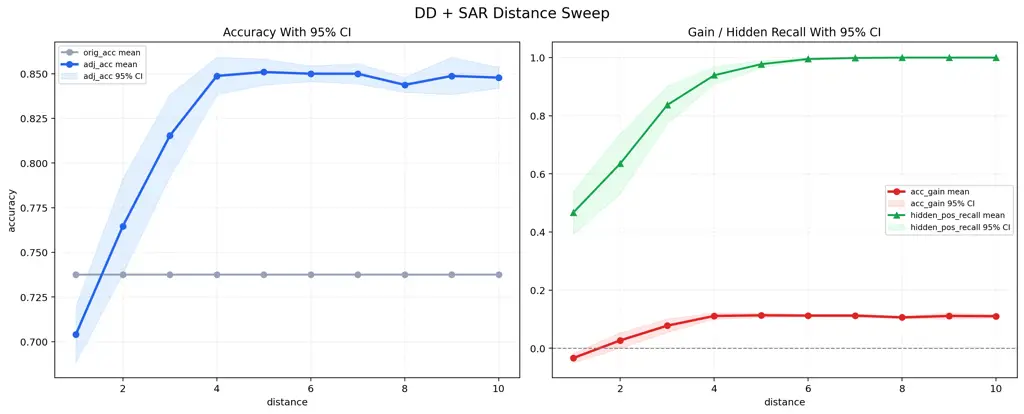 DD + SAR Distance Sweep
Accuracy With 95% CI
orig_acc mean
adj_acc mean
adj_acc 95% CI
accuracy
0.850
0.825
0.800
0.775
0.750
0.725
0.700
2
4
6
8
10
distance
Gain / Hidden Recall With 95% CI
1.0
0.8
0.6
0.4
0.2
0.0
acc_gain mean
acc_gain 95% CI
hidden_pos_recall mean
hidden_pos_recall 95% CI
2
4
6
8
10
distance